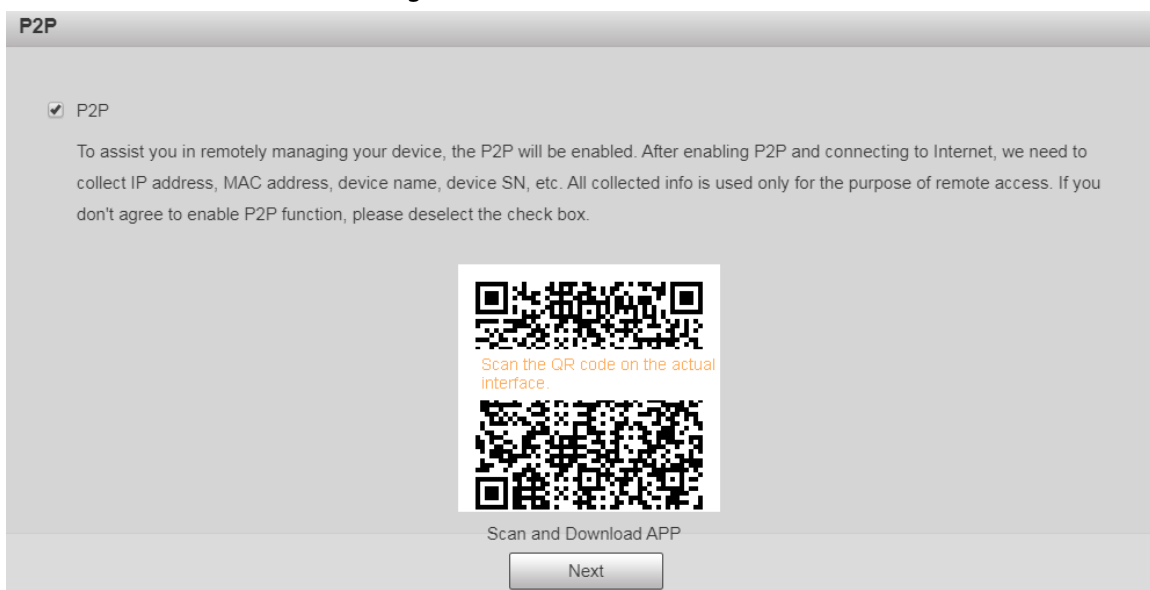 P2P
P2P
To assist you in remotely managing your device, the P2P will be enabled. After enabling P2P and connecting to Internet, we need to
collect IP address, MAC address, device name, device SN, etc. All collected info is used only for the purpose of remote access. If you
don't agree to enable P2P function, please deselect the check box.
Scan the QR code on the actual
interface.
Scan and Download APP
Next